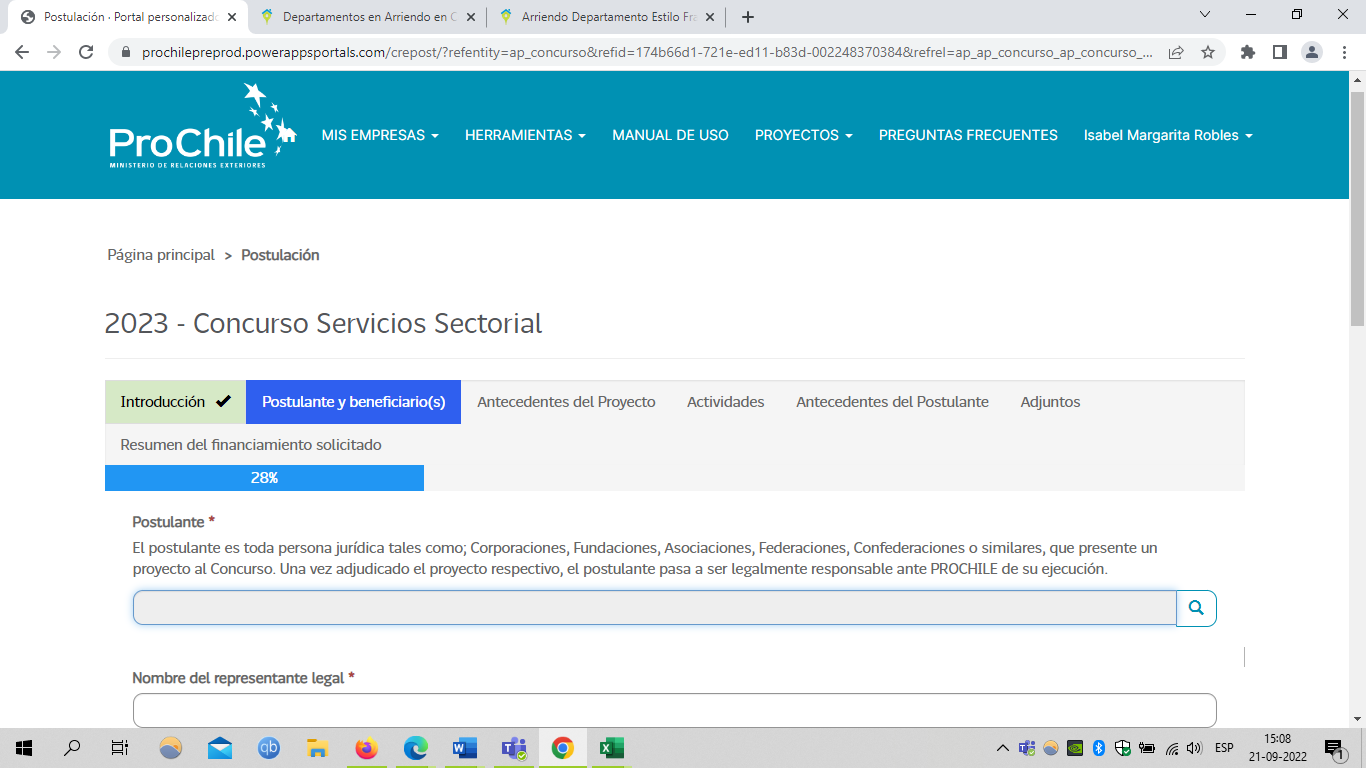 Postulación · Portal personalizado
Departamentos en Arriendo en C
Arriendo Departamento Estilo Fra
prochilepreprod.powerappsportals.com/crepost/?refentity=ap_concurso&refid=174b66d1-721e-ed11-b83d-002248370384&refrel=ap_ap_concurso_ap_concurso_...
ProChile
MINISTERIO DE RELACIONES EXTERIORES
MIS EMPRESAS
HERRAMIENTAS
MANUAL DE USO
PROYECTOS
PREGUNTAS FRECUENTES
Isabel Margarita Robles
Página principal > Postulación
2023 - Concurso Servicios Sectorial
Introducción
Postulante y beneficiario(s)
Antecedentes del Proyecto
Actividades
Antecedentes del Postulante
Adjuntos
Resumen del financiamiento solicitado
28%
Postulante *
El postulante es toda persona jurídica tales como; Corporaciones, Fundaciones, Asociaciones, Federaciones, Confederaciones o similares, que presente un
proyecto al Concurso. Una vez adjudicado el proyecto respectivo, el postulante pasa a ser legalmente responsable ante PROCHILE de su ejecución.
Nombre del representante legal *
qb
ESP
15:08
21-09-2022
1